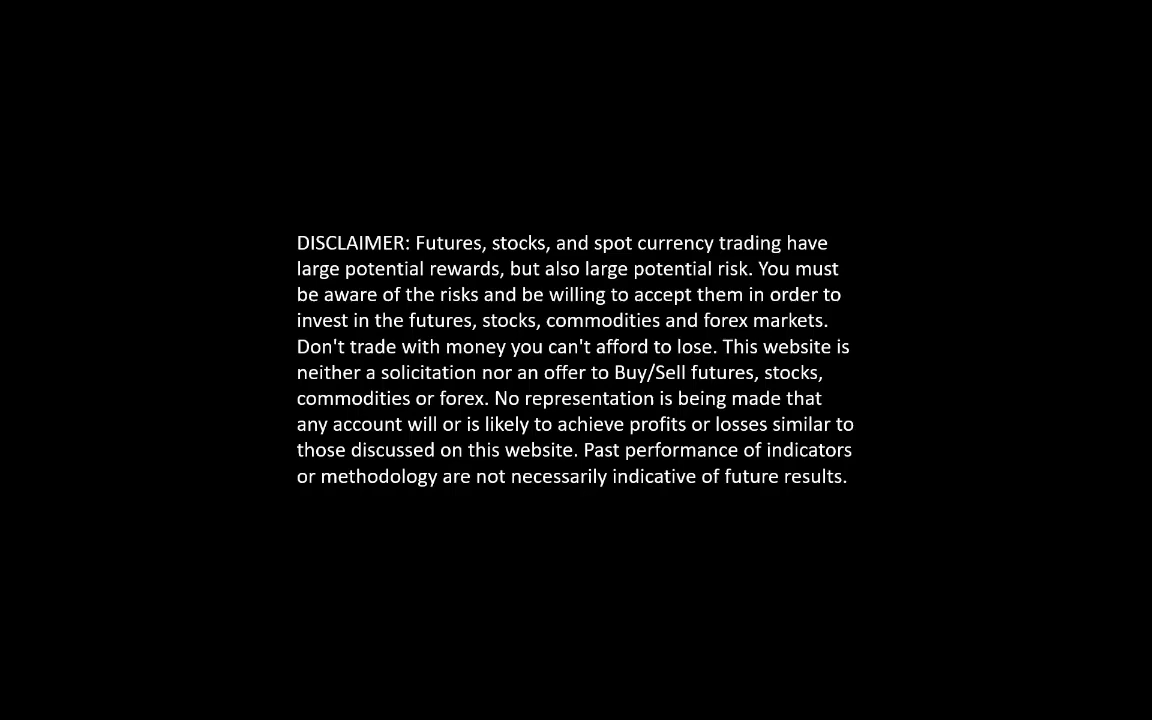 DISCLAIMER: Futures, stocks, and spot currency trading have
large potential rewards, but also large potential risk. You must
be aware of the risks and be willing to accept them in order to
invest in the futures, stocks, commodities and forex markets.
Don't trade with money you can't afford to lose. This website is
neither a solicitation nor an offer to Buy/Sell futures, stocks,
commodities or forex. No representation is being made that
any account will or is likely to achieve profits or losses similar to
those discussed on this website. Past performance of indicators
or methodology are not necessarily indicative of future results.